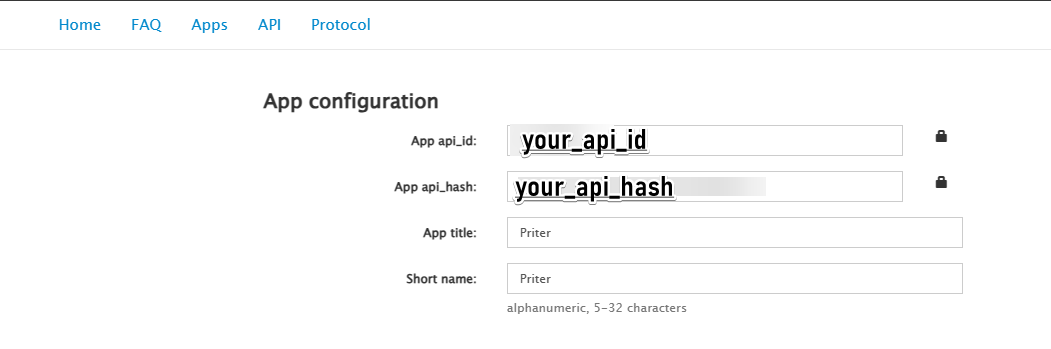 Home FAQ Apps API Protocol
App configuration
App api_id: your_api_id
App api_hash: your_api_hash
App title: Priter
Short name: Priter
alphanumeric, 5-32 characters